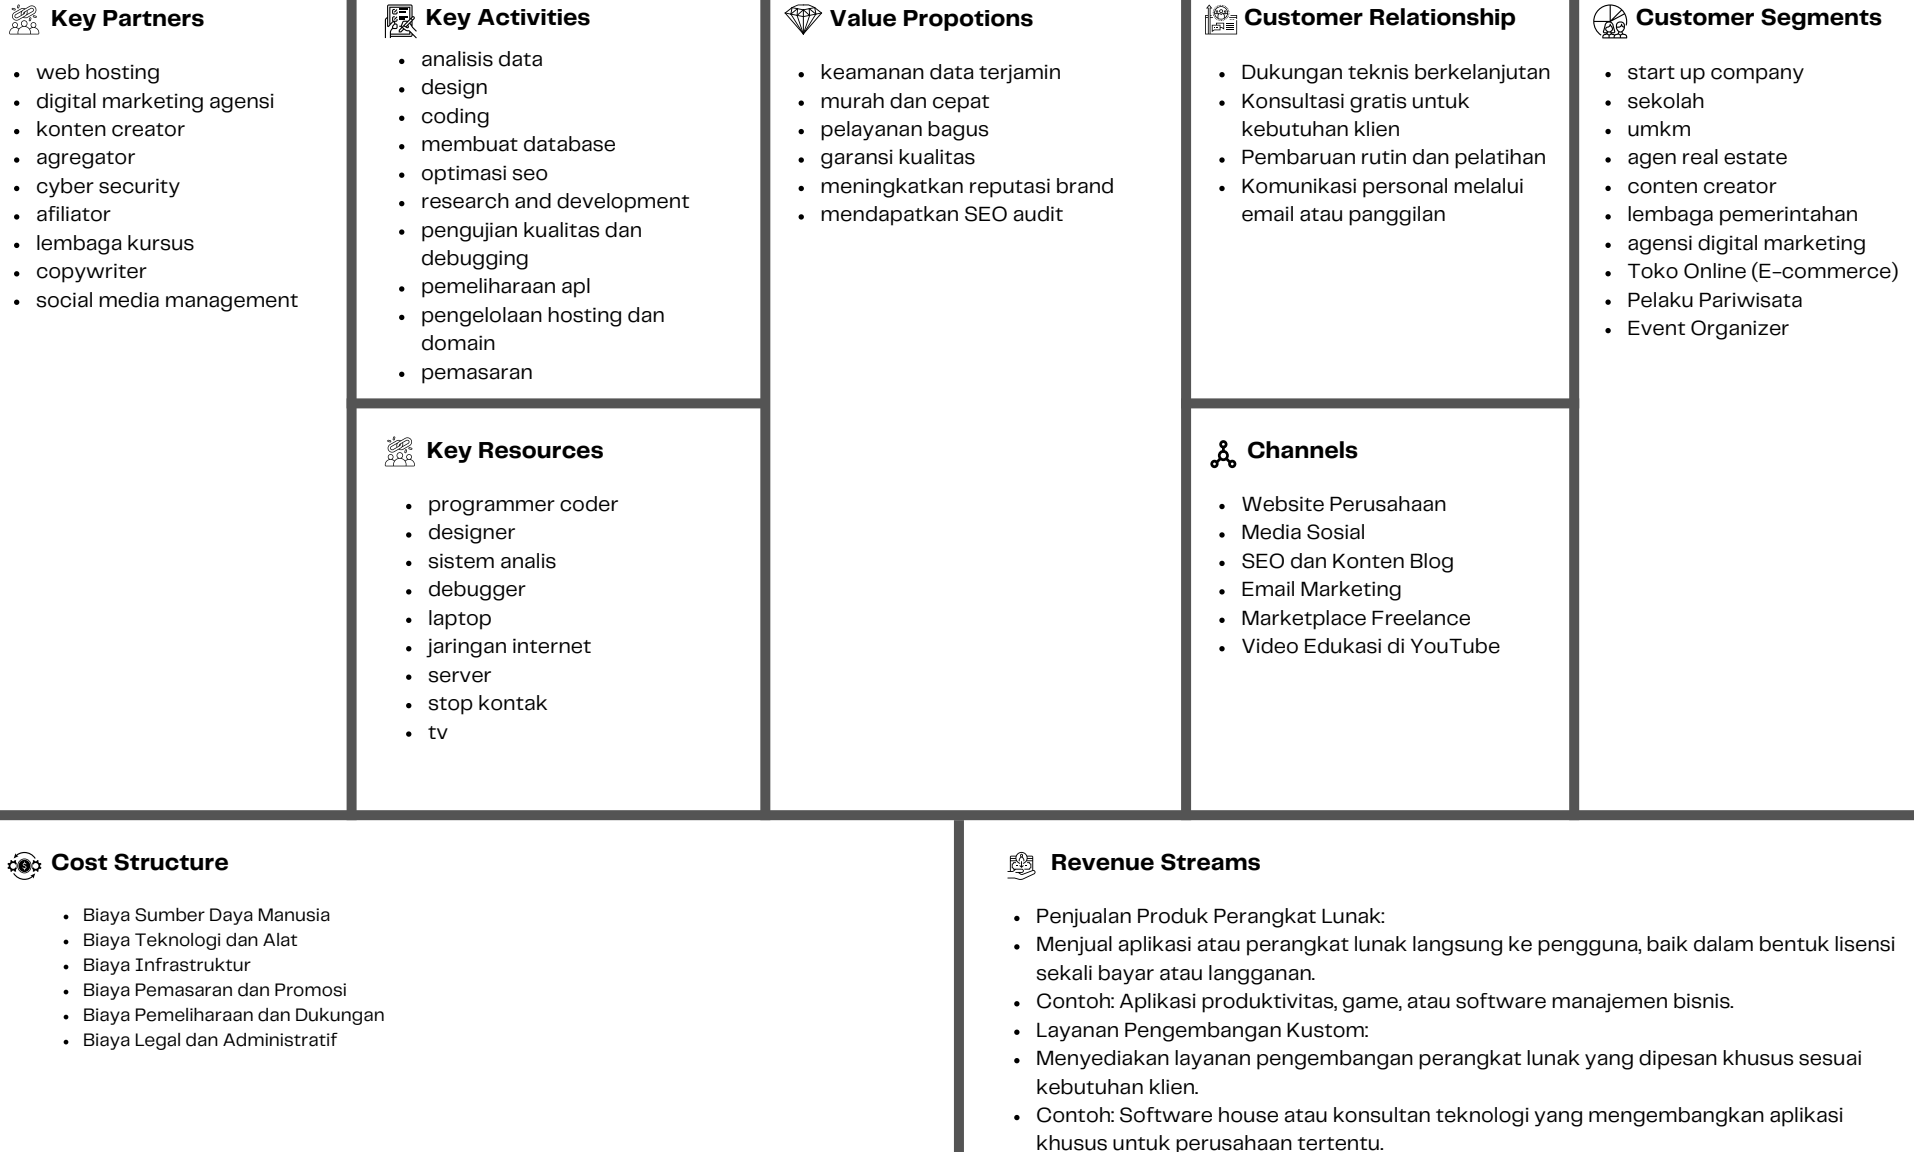 Key Partners
web hosting
digital marketing agensi
konten creator
agregator
cyber security
afiliator
lembaga kursus
copywriter
social media management
Key Activities
analisis data
design
coding
membuat database
optimasi seo
research and development
pengujian kualitas dan
debugging
pemeliharaan apl
pengelolaan hosting dan
domain
pemasaran
Key Resources
programmer coder
designer
sistem analis
debugger
laptop
jaringan internet
server
stop kontak
tv
Value Propotions
keamanan data terjamin
murah dan cepat
pelayanan bagus
garansi kualitas
meningkatkan reputasi brand
mendapatkan SEO audit
Customer Relationship
Dukungan teknis berkelanjutan
Konsultasi gratis untuk
kebutuhan klien
Pembaruan rutin dan pelatihan
Komunikasi personal melalui
email atau panggilan
Channels
Website Perusahaan
Media Sosial
SEO dan Konten Blog
Email Marketing
Marketplace Freelance
Video Edukasi di YouTube
Customer Segments
start up company
sekolah
umkm
agen real estate
conten creator
lembaga pemerintahan
agensi digital marketing
Toko Online (E-commerce)
Pelaku Pariwisata
Event Organizer
Cost Structure
Biaya Sumber Daya Manusia
Biaya Teknologi dan Alat
Biaya Infrastruktur
Biaya Pemasaran dan Promosi
Biaya Pemeliharaan dan Dukungan
Biaya Legal dan Administratif
Revenue Streams
Penjualan Produk Perangkat Lunak:
Menjual aplikasi atau perangkat lunak langsung ke pengguna, baik dalam bentuk lisensi
sekali bayar atau langganan.
Contoh: Aplikasi produktivitas, game, atau software manajemen bisnis.
Layanan Pengembangan Kustom:
Menyediakan layanan pengembangan perangkat lunak yang dipesan khusus sesuai
kebutuhan klien.
Contoh: Software house atau konsultan teknologi yang mengembangkan aplikasi
khusus untuk perusahaan tertentu.